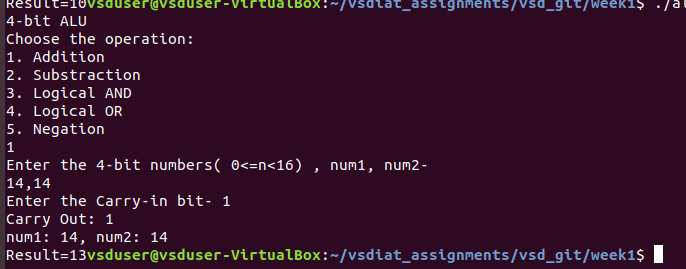 Result=10vsduser@vsduser-VirtualBox:~/vsdiat_assignments/vsd_git/week1$ ./al
4-bit ALU
Choose the operation:
1. Addition
2. Substraction
3. Logical AND
4. Logical OR
5. Negation
1
Enter the 4-bit numbers( 0<=n<16) , num1, num2-
14,14
Enter the Carry-in bit- 1
Carry Out: 1
num1: 14, num2: 14
Result=13vsduser@vsduser-VirtualBox:~/vsdiat_assignments/vsd_git/week1$